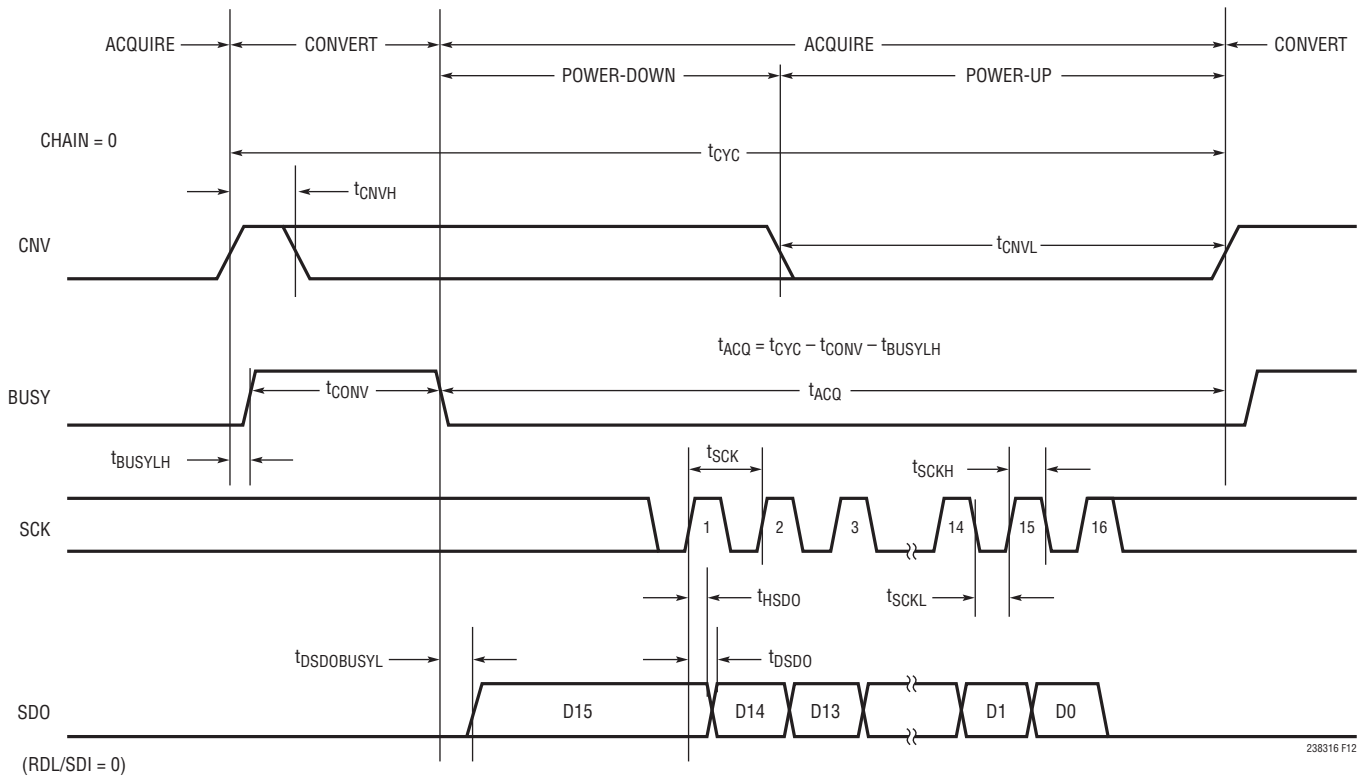 ACQUIRE CONVERT ACQUIRE CONVERT
POWER-DOWN POWER-UP
CHAIN = 0
tCYC
tCNVH
CNV
tCNVL
tACQ = tCYC – tCONV – tBUSYLH
BUSY
tCONV tACQ
tBUSYLH
tSCK tSCKH
SCK
1 2 3 14 15 16
tHSDO tSCKL
tDSDOBUSYL tDSDO
SDO
D15 D14 D13 D1 D0
238316 F12
(RDL/SDI = 0)